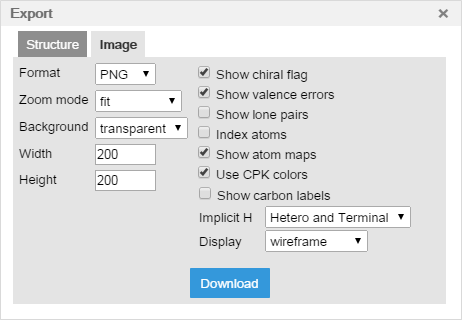 Export
Structure Image
Format PNG
Zoom mode fit
Background transparent
Width 200
Height 200
Show chiral flag
Show valence errors
Show lone pairs
Index atoms
Show atom maps
Use CPK colors
Show carbon labels
Implicit H Hetero and Terminal
Display wireframe
Download